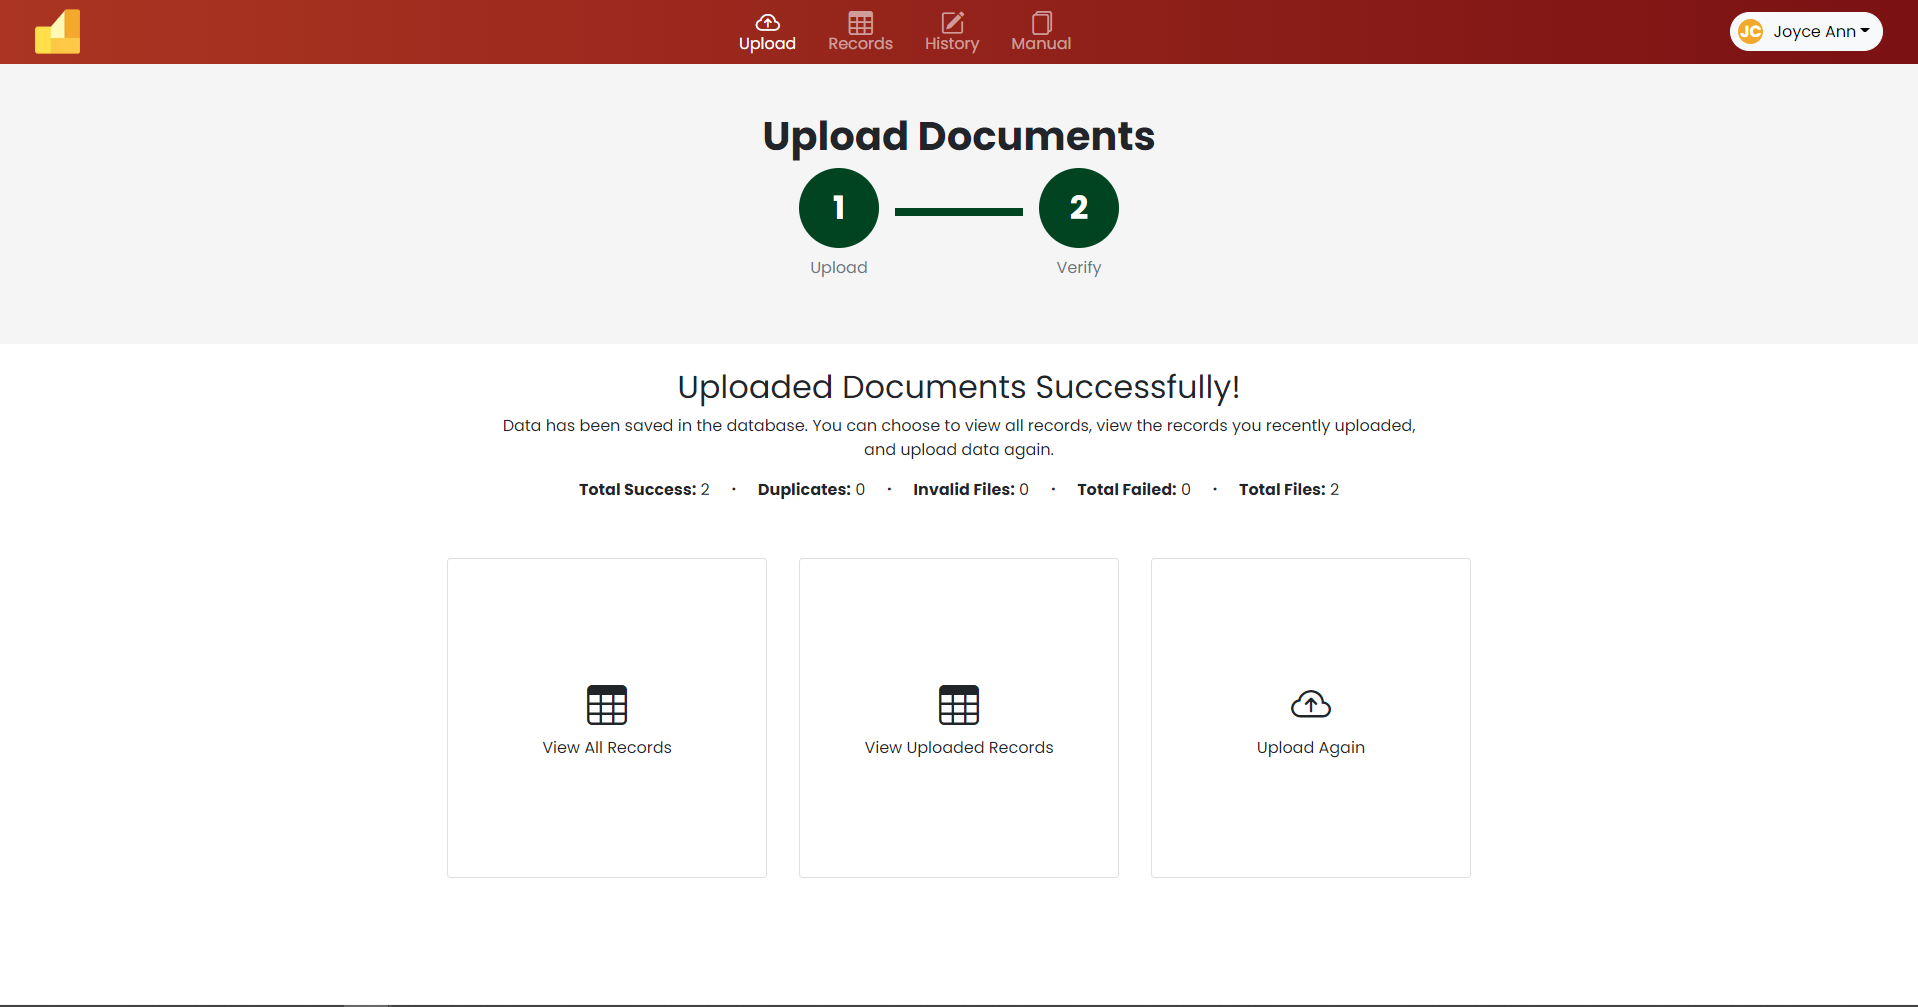 Upload Records History Manual
JC Joyce Ann
Upload Documents
1 2
Upload Verify
Uploaded Documents Successfully!
Data has been saved in the database. You can choose to view all records, view the records you recently uploaded,
and upload data again.
Total Success: 2 · Duplicates: 0 · Invalid Files: 0 · Total Failed: 0 · Total Files: 2
View All Records View Uploaded Records Upload Again